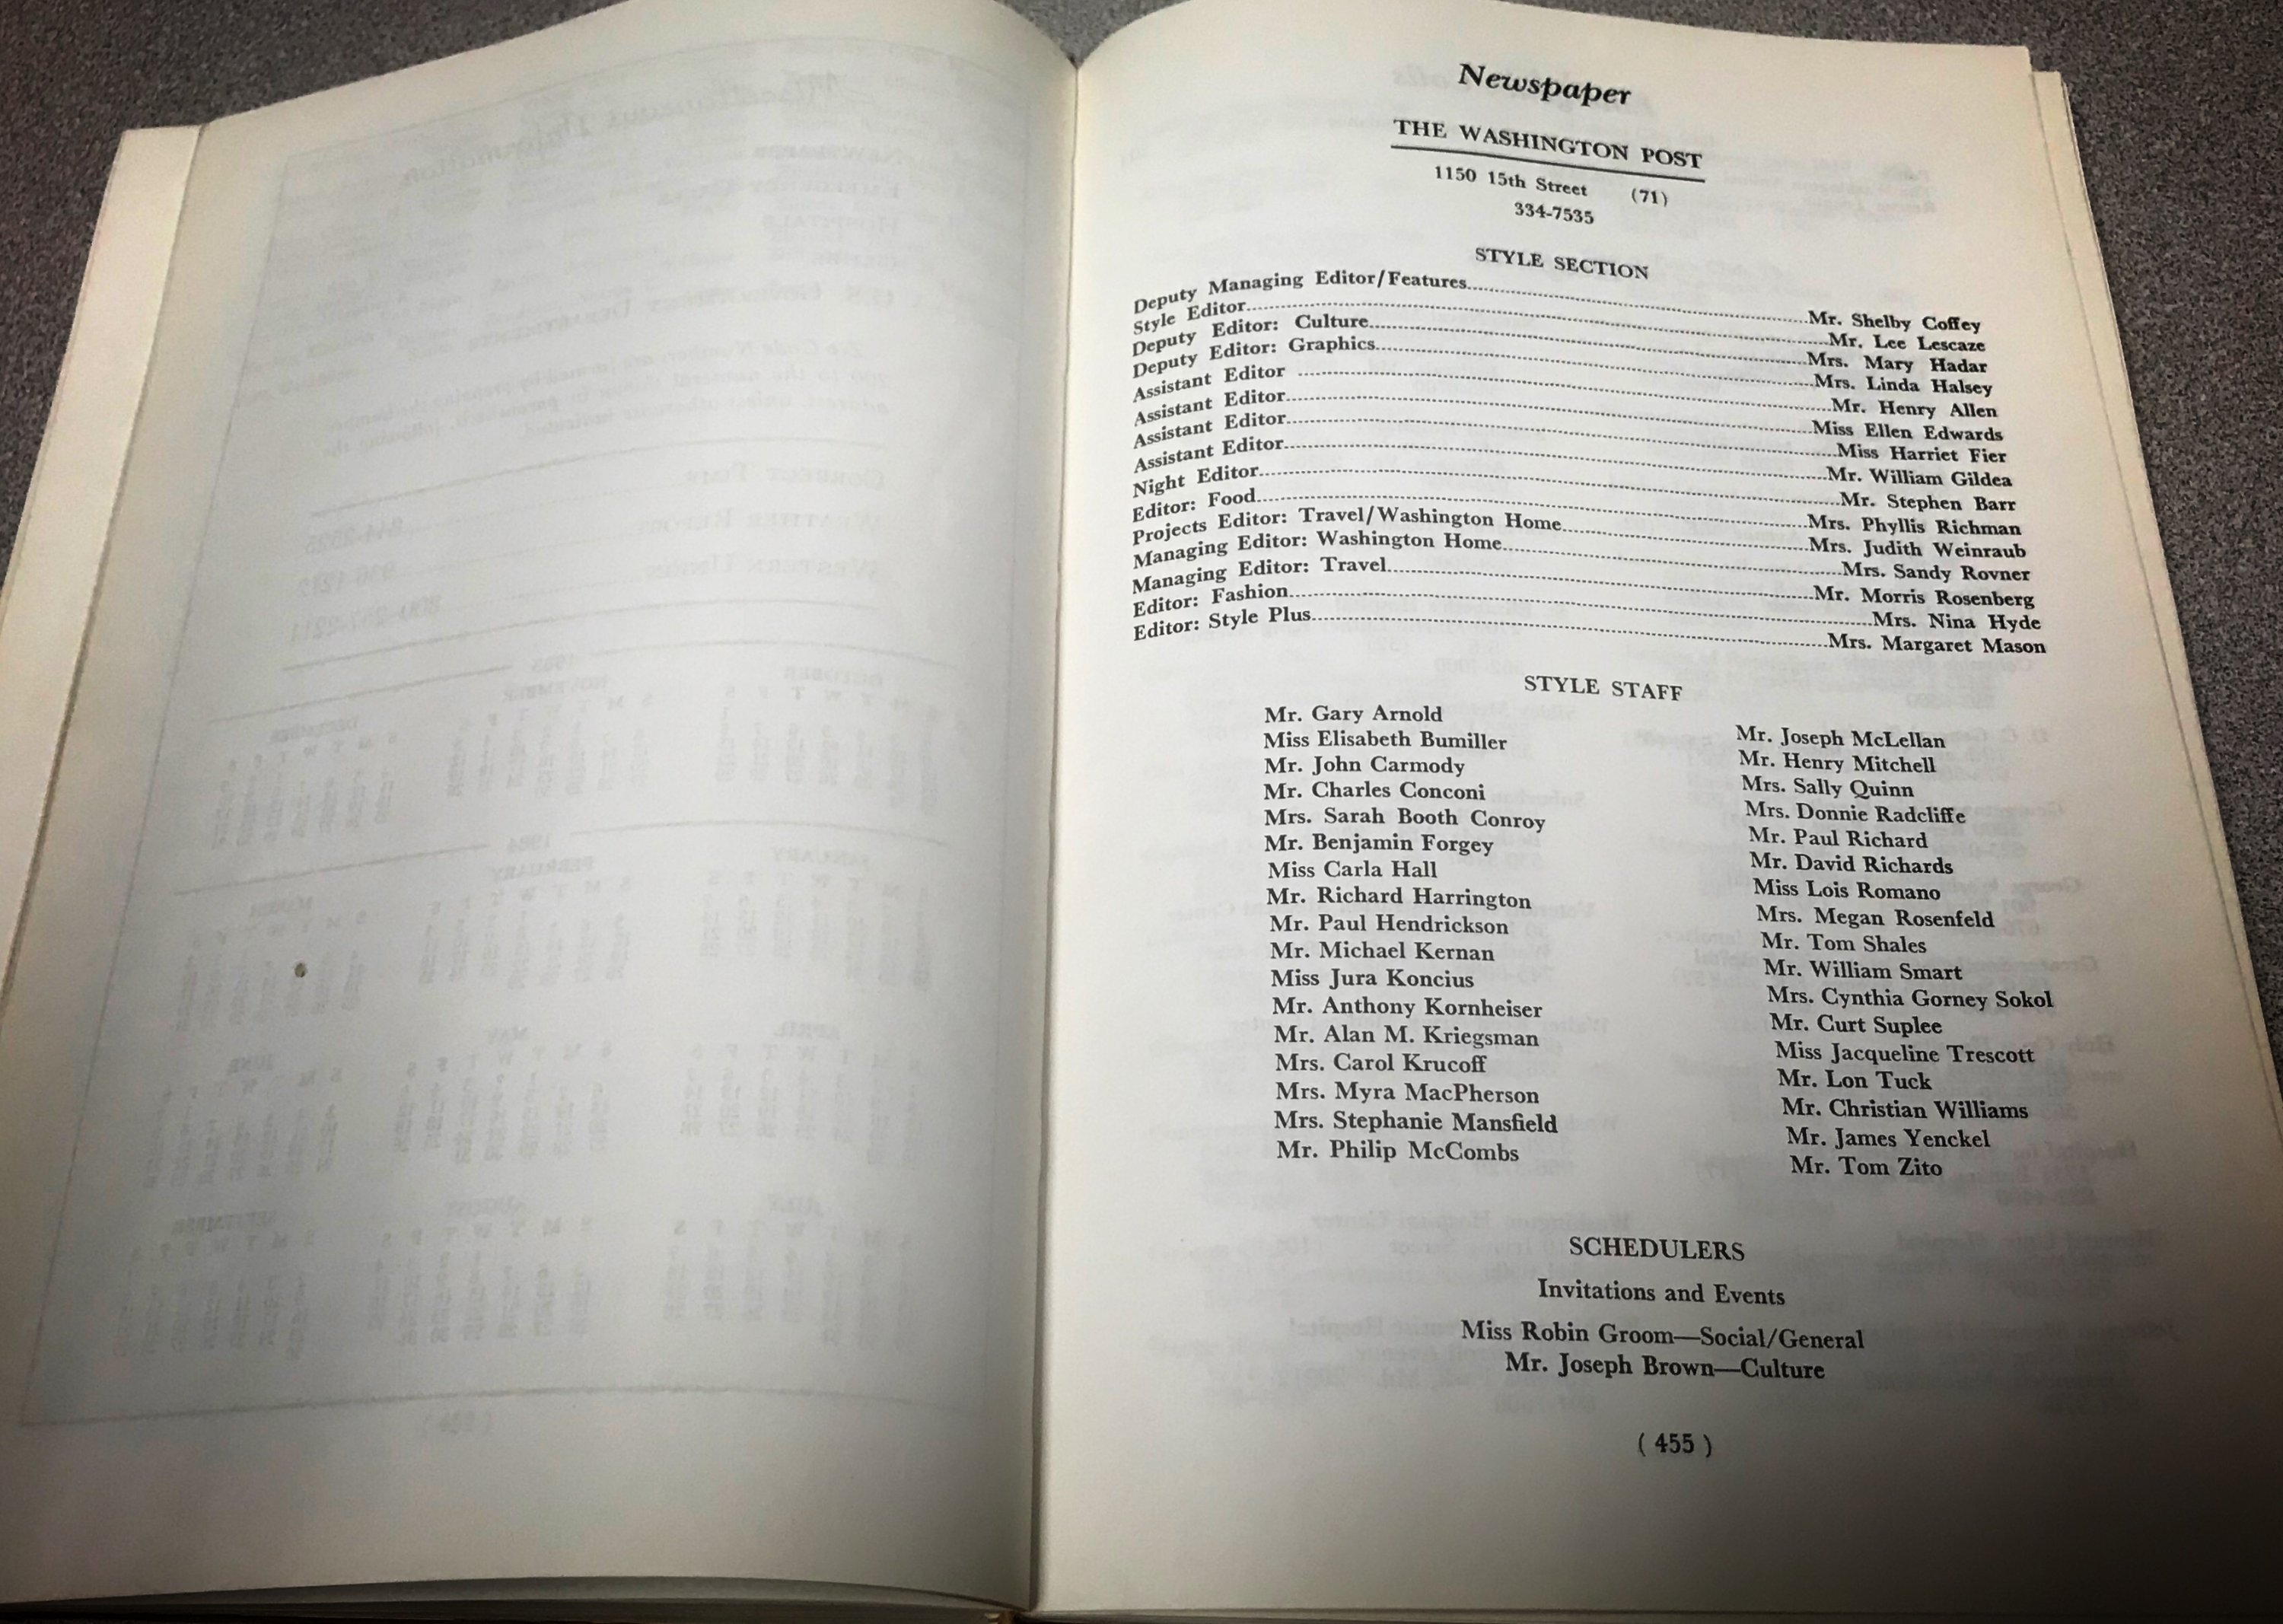 Newspaper
THE WASHINGTON POST
1150 15th Street (71)
334-7535
STYLE SECTION
Deputy Managing Editor/Features..........Mr. Shelby Coffey
Style Editor..........Mr. Lee Lescaze
Deputy Editor: Culture..........Mrs. Mary Hadar
Deputy Editor: Graphics..........Mrs. Linda Halsey
Assistant Editor ..........Mr. Henry Allen
Assistant Editor..........Miss Ellen Edwards
Assistant Editor..........Miss Harriet Fier
Assistant Editor..........Mr. William Gildea
Night Editor..........Mr. Stephen Barr
Editor: Food..........Mrs. Phyllis Richman
Projects Editor: Travel/Washington Home..........Mrs. Judith Weinraub
Managing Editor: Washington Home..........Mrs. Sandy Rovner
Managing Editor: Travel..........Mr. Morris Rosenberg
Editor: Fashion..........Mrs. Nina Hyde
Editor: Style Plus..........Mrs. Margaret Mason
STYLE STAFF
Mr. Gary Arnold
Miss Elisabeth Bumiller
Mr. John Carmody
Mr. Charles Conconi
Mrs. Sarah Booth Conroy
Mr. Benjamin Forgey
Miss Carla Hall
Mr. Richard Harrington
Mr. Paul Hendrickson
Mr. Michael Kernan
Miss Jura Koncius
Mr. Anthony Kornheiser
Mr. Alan M. Kriegsman
Mrs. Carol Krucoff
Mrs. Myra MacPherson
Mrs. Stephanie Mansfield
Mr. Philip McCombs
Mr. Joseph McLellan
Mr. Henry Mitchell
Mrs. Sally Quinn
Mrs. Donnie Radcliffe
Mr. Paul Richard
Mr. David Richards
Miss Lois Romano
Mrs. Megan Rosenfeld
Mr. Tom Shales
Mr. William Smart
Mrs. Cynthia Gorney Sokol
Mr. Curt Suplee
Miss Jacqueline Trescott
Mr. Lon Tuck
Mr. Christian Williams
Mr. James Yenckel
Mr. Tom Zito
SCHEDULERS
Invitations and Events
Miss Robin Groom—Social/General
Mr. Joseph Brown—Culture
( 455 )